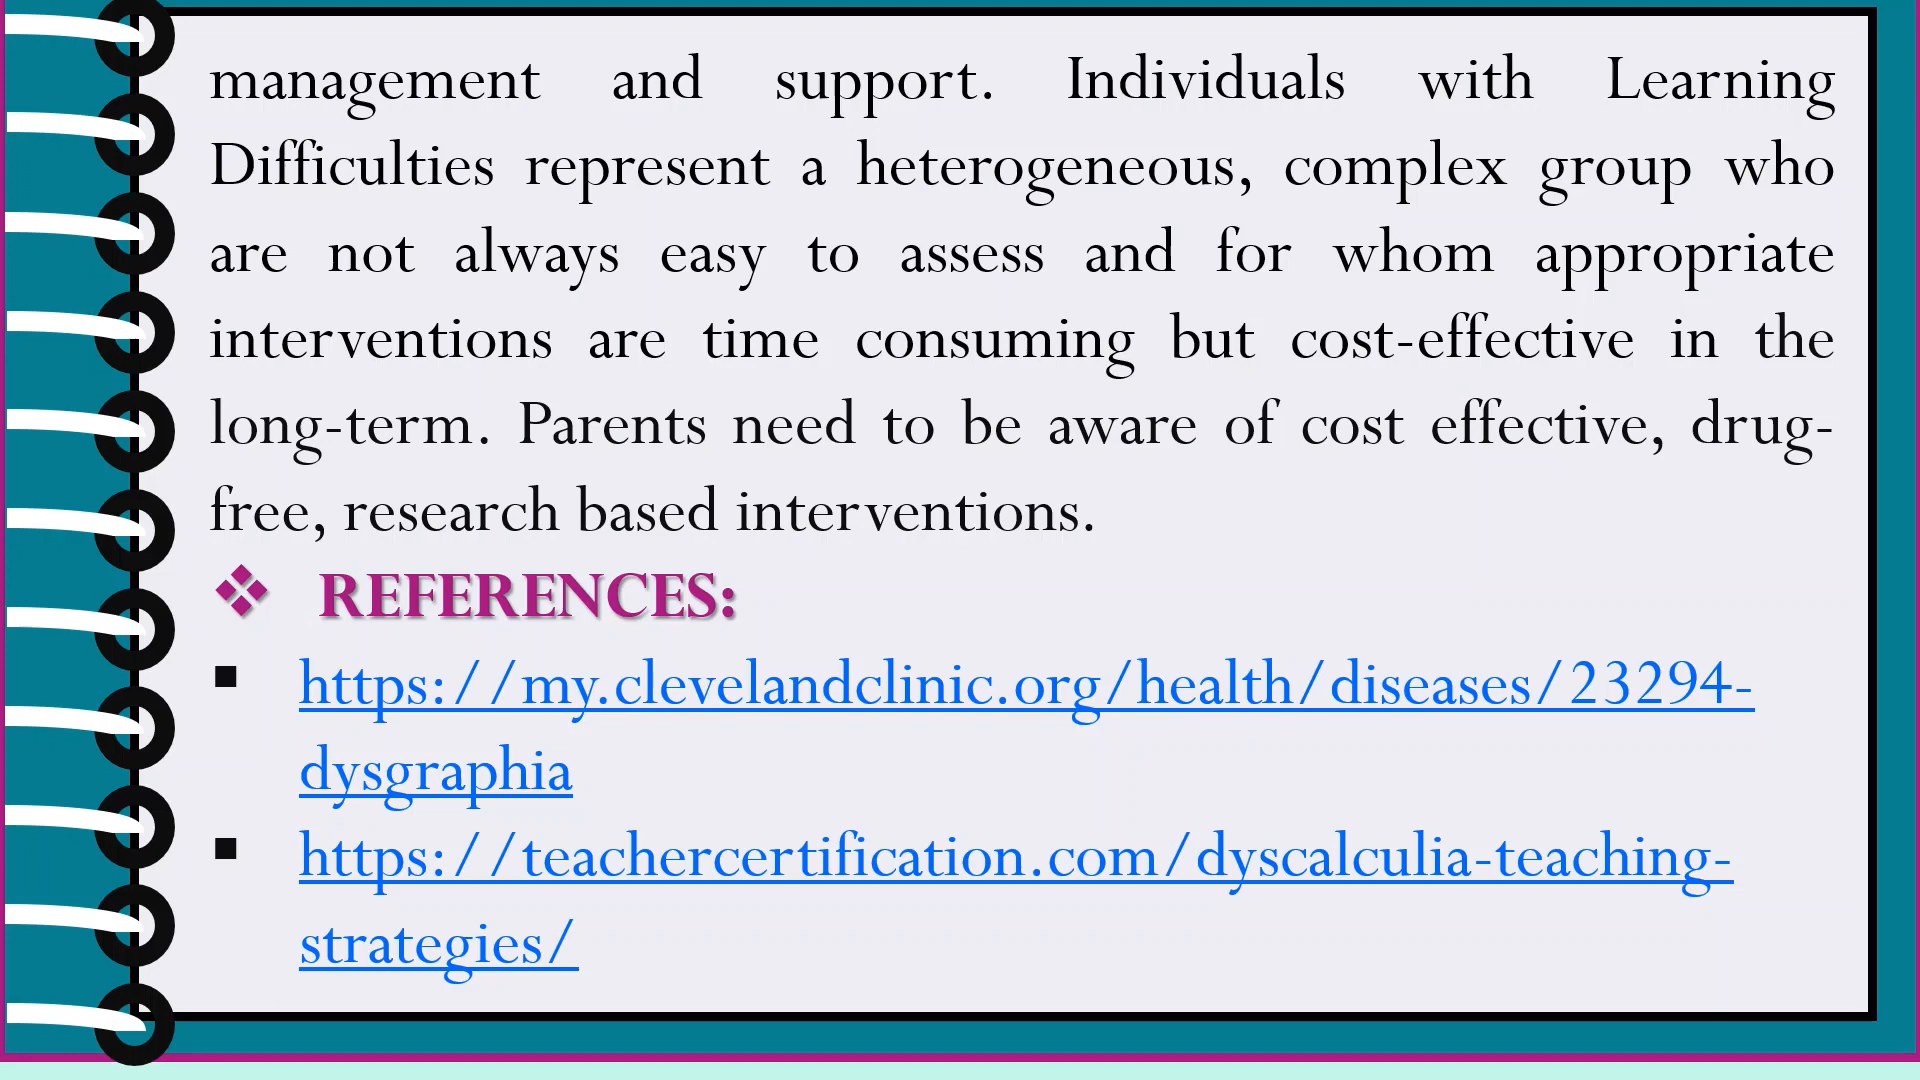 management and support. Individuals with Learning
Difficulties represent a heterogeneous, complex group who
are not always easy to assess and for whom appropriate
interventions are time consuming but cost-effective in the
long-term. Parents need to be aware of cost effective, drug-
free, research based interventions.
❖ REFERENCES:
▪ https://my.clevelandclinic.org/health/diseases/23294-
dysgraphia
▪ https://teachercertification.com/dyscalculia-teaching-
strategies/